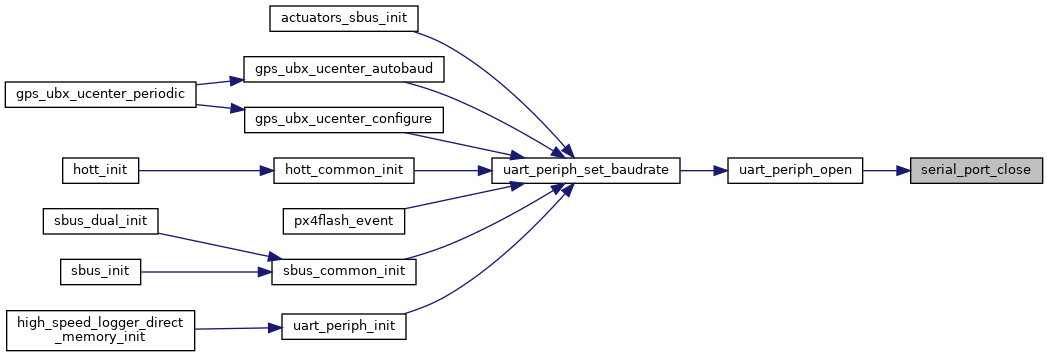 actuators_sbus_init
gps_ubx_ucenter_autobaud
gps_ubx_ucenter_periodic
gps_ubx_ucenter_configure
hott_init
hott_common_init
uart_periph_set_baudrate
uart_periph_open
serial_port_close
px4flash_event
sbus_dual_init
sbus_init
sbus_common_init
high_speed_logger_direct
_memory_init
uart_periph_init